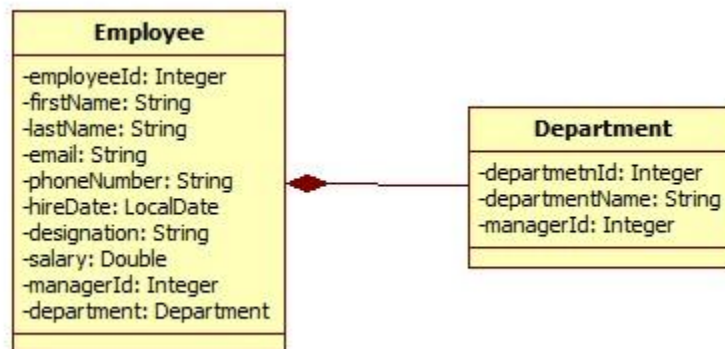 Employee
-employeeId: Integer
-firstName: String
-lastName: String
-email: String
-phoneNumber: String
-hireDate: LocalDate
-designation: String
-salary: Double
-managerId: Integer
-department: Department
Department
-departmetnId: Integer
-departmentName: String
-managerId: Integer